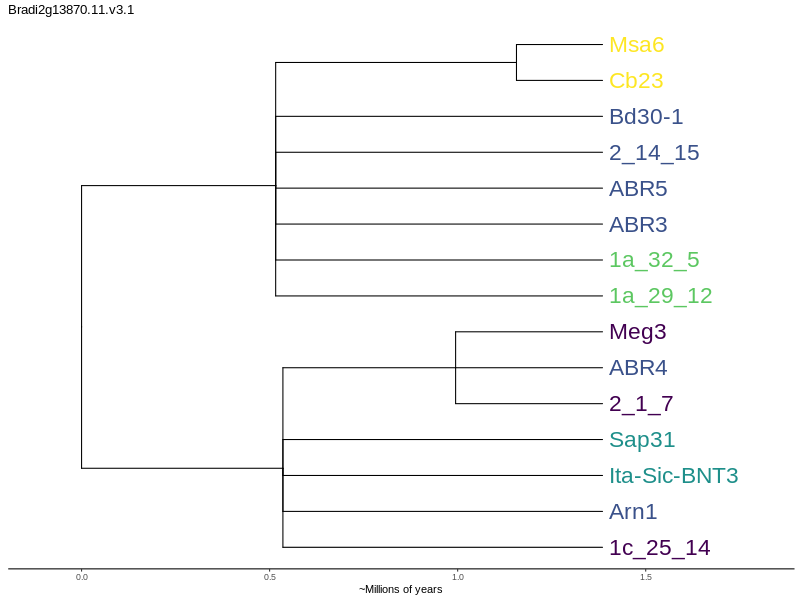 Bradi2g13870.11.v3.1
Msa6
Cb23
Bd30-1
2_14_15
ABR5
ABR3
1a_32_5
1a_29_12
Meg3
ABR4
2_1_7
Sap31
Ita-Sic-BNT3
Arn1
1c_25_14
0.0 0.5 1.0 1.5
~Millions of years